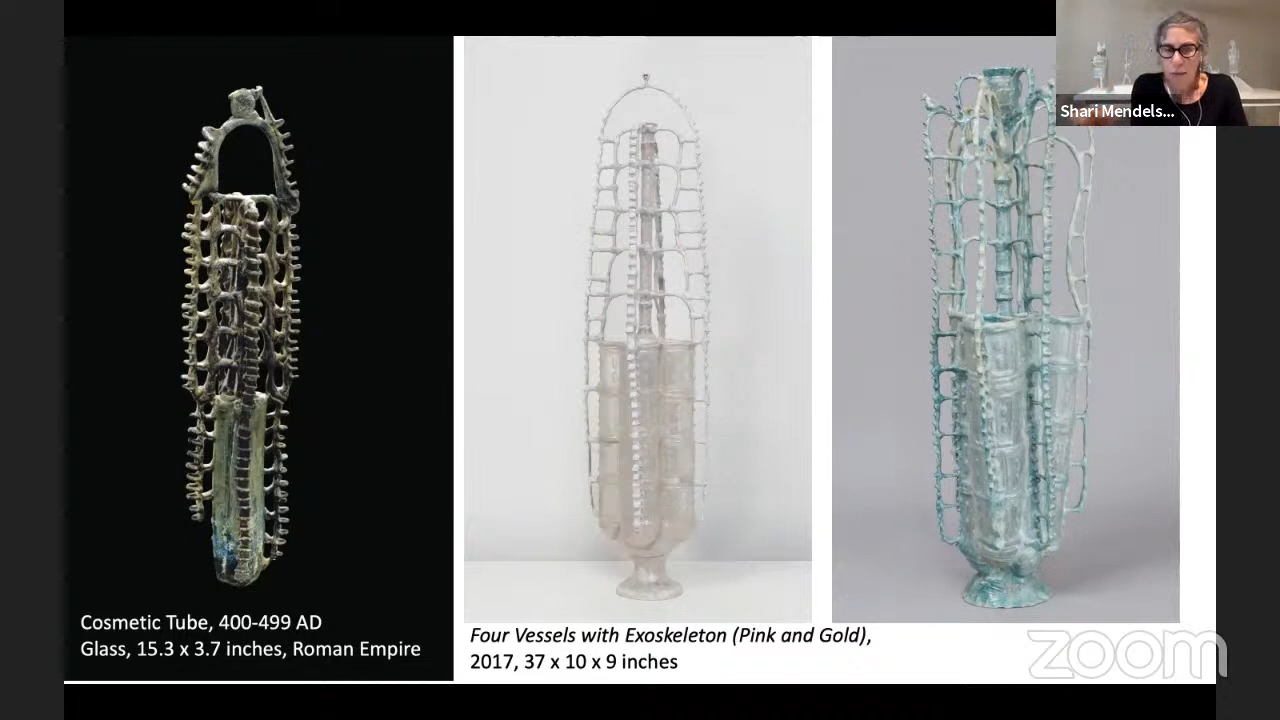 Shari Mendels...
Cosmetic Tube, 400-499 AD
Glass, 15.3 x 3.7 inches, Roman Empire
Four Vessels with Exoskeleton (Pink and Gold),
2017, 37 x 10 x 9 inches
zoom